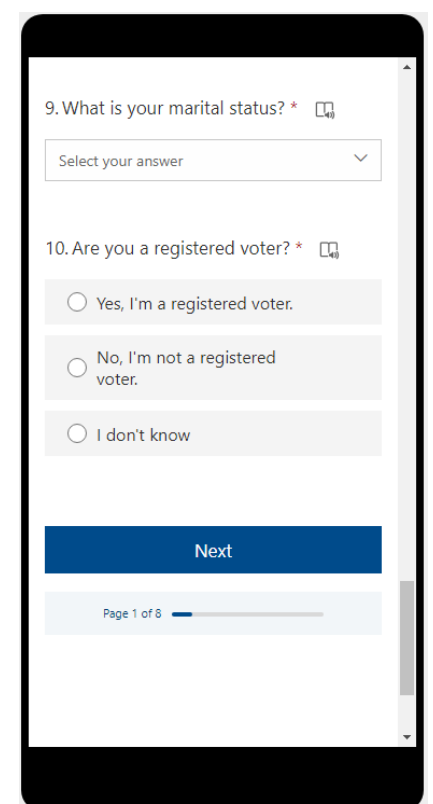 9. What is your marital status? *
Select your answer
10. Are you a registered voter? *
Yes, I'm a registered voter.
No, I'm not a registered
voter.
I don't know
Next
Page 1 of 8